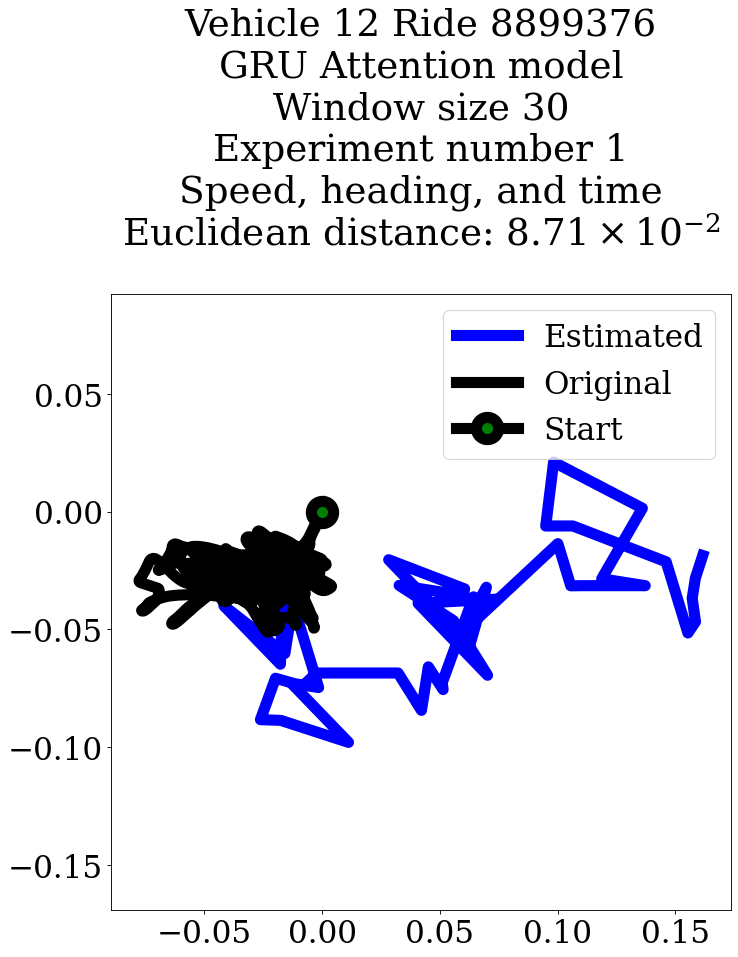 Vehicle 12 Ride 8899376
GRU Attention model
Window size 30
Experiment number 1
Speed, heading, and time
Euclidean distance: 8.71 × 10⁻²
Estimated
Original
Start
0.05
0.00
−0.05
−0.10
−0.15
−0.05 0.00 0.05 0.10 0.15